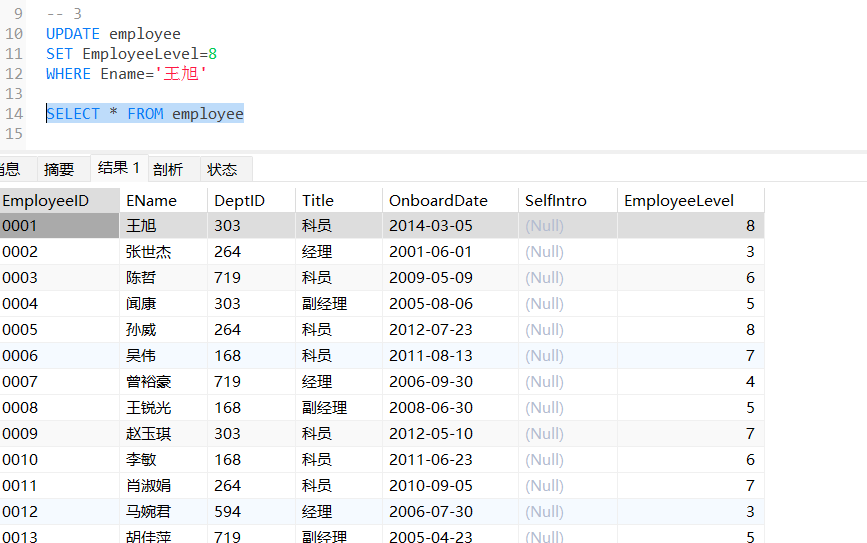 9 -- 3
10 UPDATE employee
11 SET EmployeeLevel=8
12 WHERE Ename='王旭'
13
14 SELECT * FROM employee
15
息 摘要 结果 1 剖析 状态
EmployeeID EName DeptID Title OnboardDate SelfIntro EmployeeLevel
0001 王旭 303 科员 2014-03-05 (Null) 8
0002 张世杰 264 经理 2001-06-01 (Null) 3
0003 陈哲 719 科员 2009-05-09 (Null) 6
0004 闻康 303 副经理 2005-08-06 (Null) 5
0005 孙威 264 科员 2012-07-23 (Null) 8
0006 吴伟 168 科员 2011-08-13 (Null) 7
0007 曾裕豪 719 经理 2006-09-30 (Null) 4
0008 王锐光 168 副经理 2008-06-30 (Null) 5
0009 赵玉琪 303 科员 2012-05-10 (Null) 7
0010 李敏 168 科员 2011-06-23 (Null) 6
0011 肖淑娟 264 科员 2010-09-05 (Null) 7
0012 马婉君 594 经理 2006-07-30 (Null) 3
0013 胡佳萍 719 副经理 2005-04-23 (Null) 5